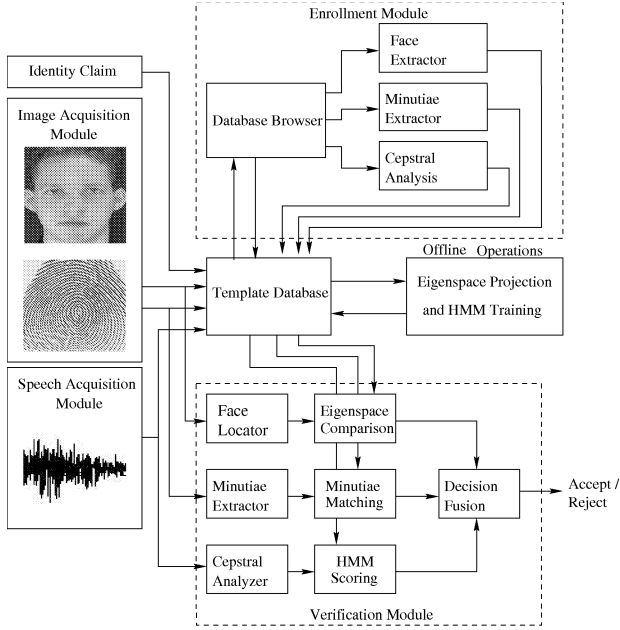 Enrollment Module
Face
Extractor
Identity Claim
Image Acquisition
Module
Database Browser
Minutiae
Extractor
Cepstral
Analysis
Offline Operations
Template Database
Eigenspace Projection
and HMM Training
Speech Acquisition
Module
Face
Locator
Eigenspace
Comparison
Minutiae
Extractor
Minutiae
Matching
Decision
Fusion
Accept /
Reject
Cepstral
Analyzer
HMM
Scoring
Verification Module